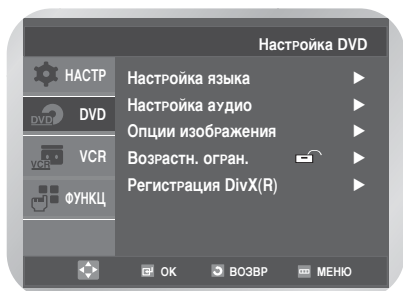 Настройка DVD
НАСТР
DVD
VCR
ФУНКЦ
DVD
VCR
Настройка языка
Настройка аудио
Опции изображения
Возрастн. огран.
Регистрация DivX(R)
ОК ВОЗВР МЕНЮ